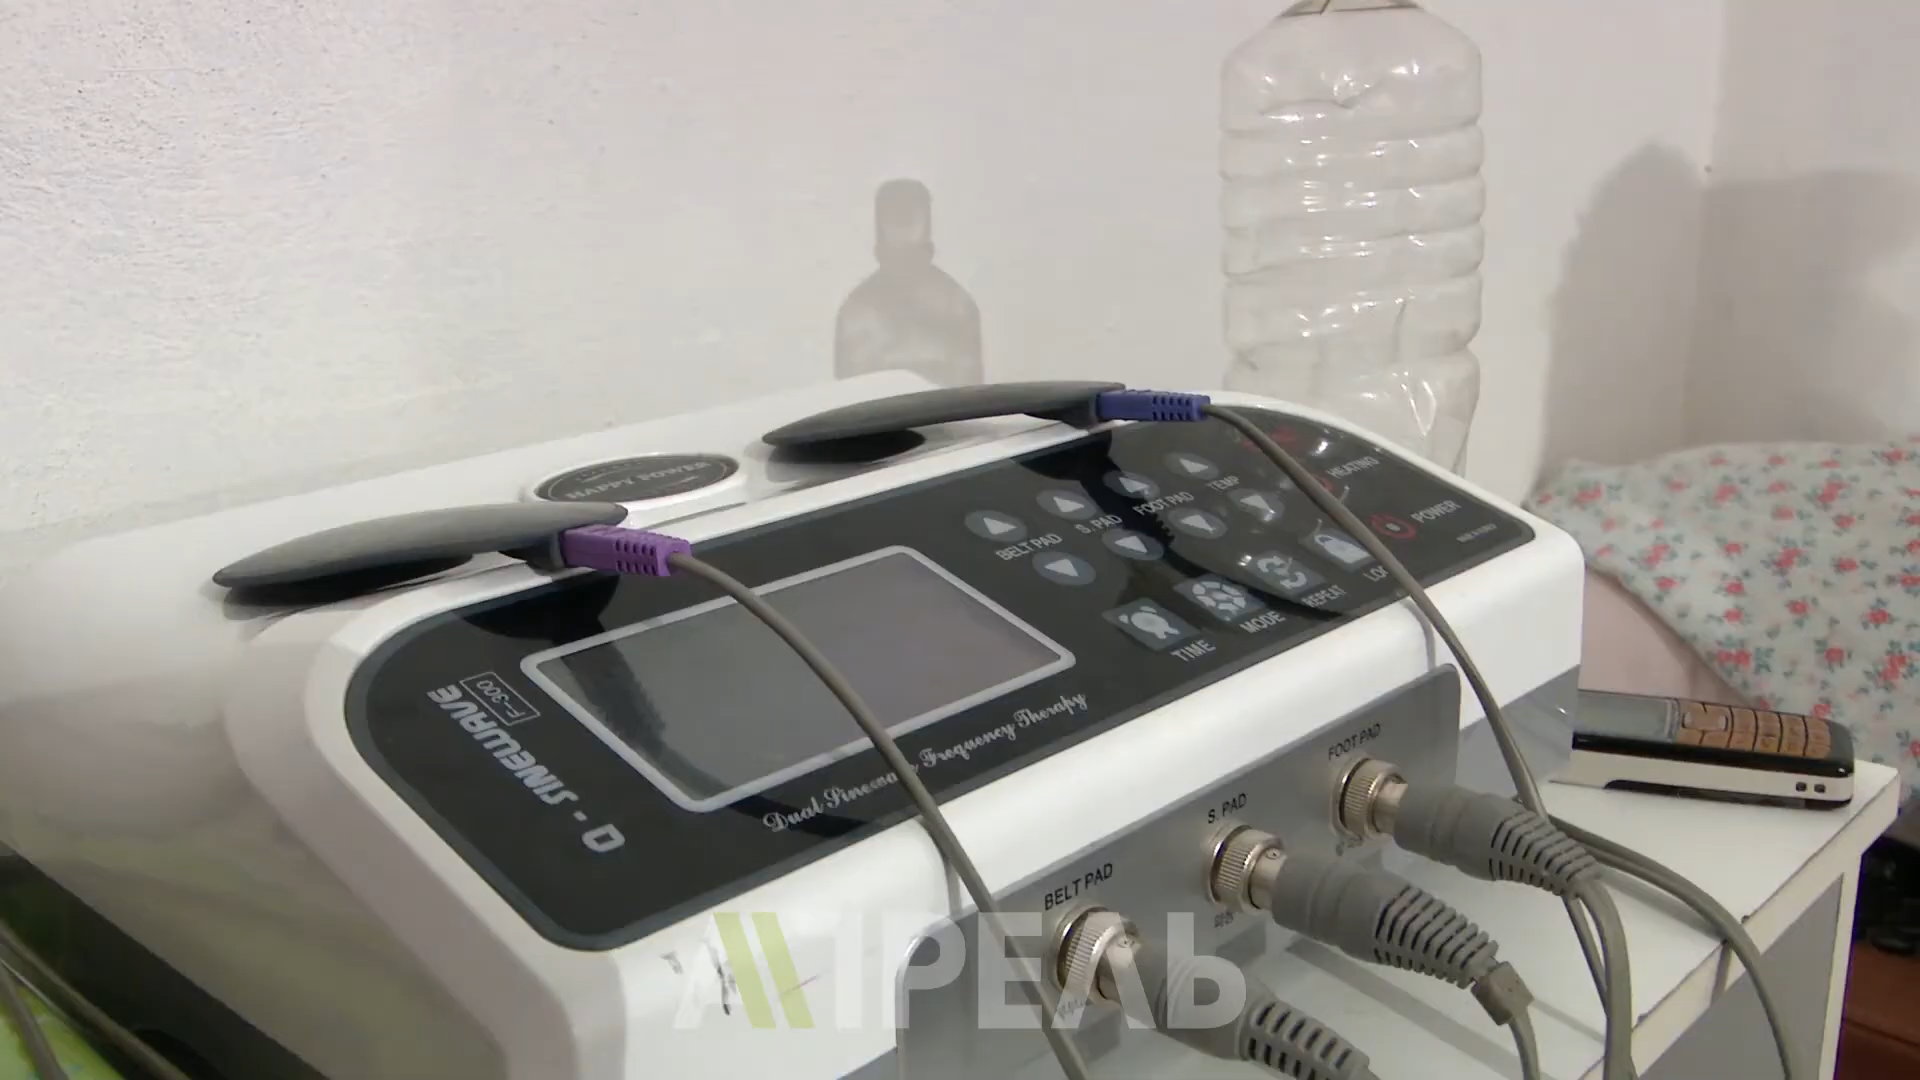 HAPPY POWER
HEATING
TEMP
FOOT PAD
S. PAD
BELT PAD
POWER
LOC
REPEAT
MODE
TIME
F-300
Q - SINEWAVE
Dual Sinewave Frequency Therapy
FOOT PAD
S. PAD
BELT PAD
АПРЕЛЬ